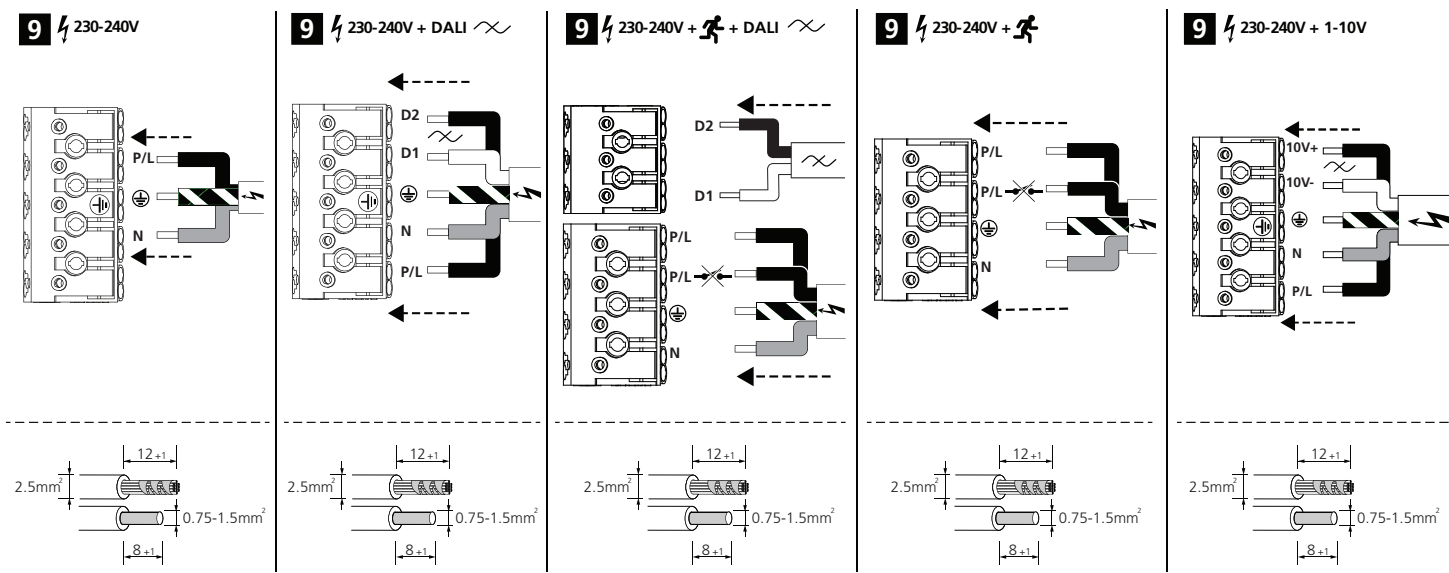 9 230-240V
P/L
N
12 +1
2.5mm²
0.75-1.5mm²
8 +1
9 230-240V + DALI
D2
D1
N
P/L
12 +1
2.5mm²
0.75-1.5mm²
8 +1
9 230-240V + + DALI
D2
D1
P/L
P/L
N
12 +1
2.5mm²
0.75-1.5mm²
8 +1
9 230-240V +
P/L
P/L
N
12 +1
2.5mm²
0.75-1.5mm²
8 +1
9 230-240V + 1-10V
10V+
10V-
N
P/L
12 +1
2.5mm²
0.75-1.5mm²
8 +1